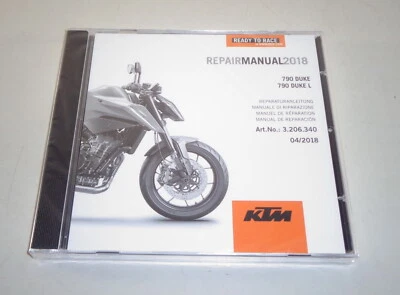 READY TO RACE
REPAIRMANUAL2018
790 DUKE
790 DUKE L
REPARATURANLEITUNG
MANUALE DI RIPARAZIONE
MANUEL DE RÉPARATION
MANUAL DE REPARACIÓN
Art.No.: 3.206.340
04/2018
KTM